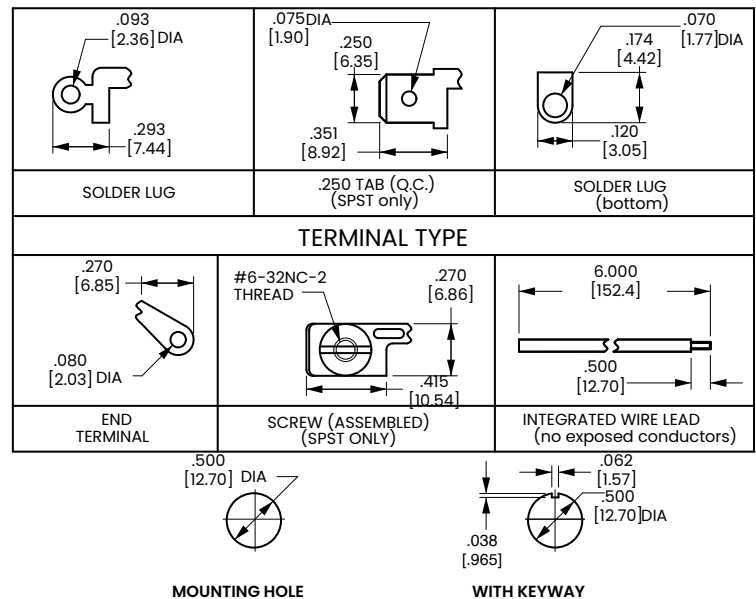 .093
[2.36] DIA
.293
[7.44]
SOLDER LUG
.075DIA
[1.90]
.250
[6.35]
.351
[8.92]
.250 TAB (Q.C.)
(SPST only)
.070
[1.77]DIA
.174
[4.42]
.120
[3.05]
SOLDER LUG
(bottom)
TERMINAL TYPE
.270
[6.85]
.080
[2.03] DIA
END
TERMINAL
#6-32NC-2
THREAD
.270
[6.86]
.415
[10.54]
SCREW (ASSEMBLED)
(SPST ONLY)
6.000
[152.4]
.500
[12.70]
INTEGRATED WIRE LEAD
(no exposed conductors)
.500
[12.70] DIA
MOUNTING HOLE
.062
[1.57]
.500
[12.70]DIA
.038
[.965]
WITH KEYWAY